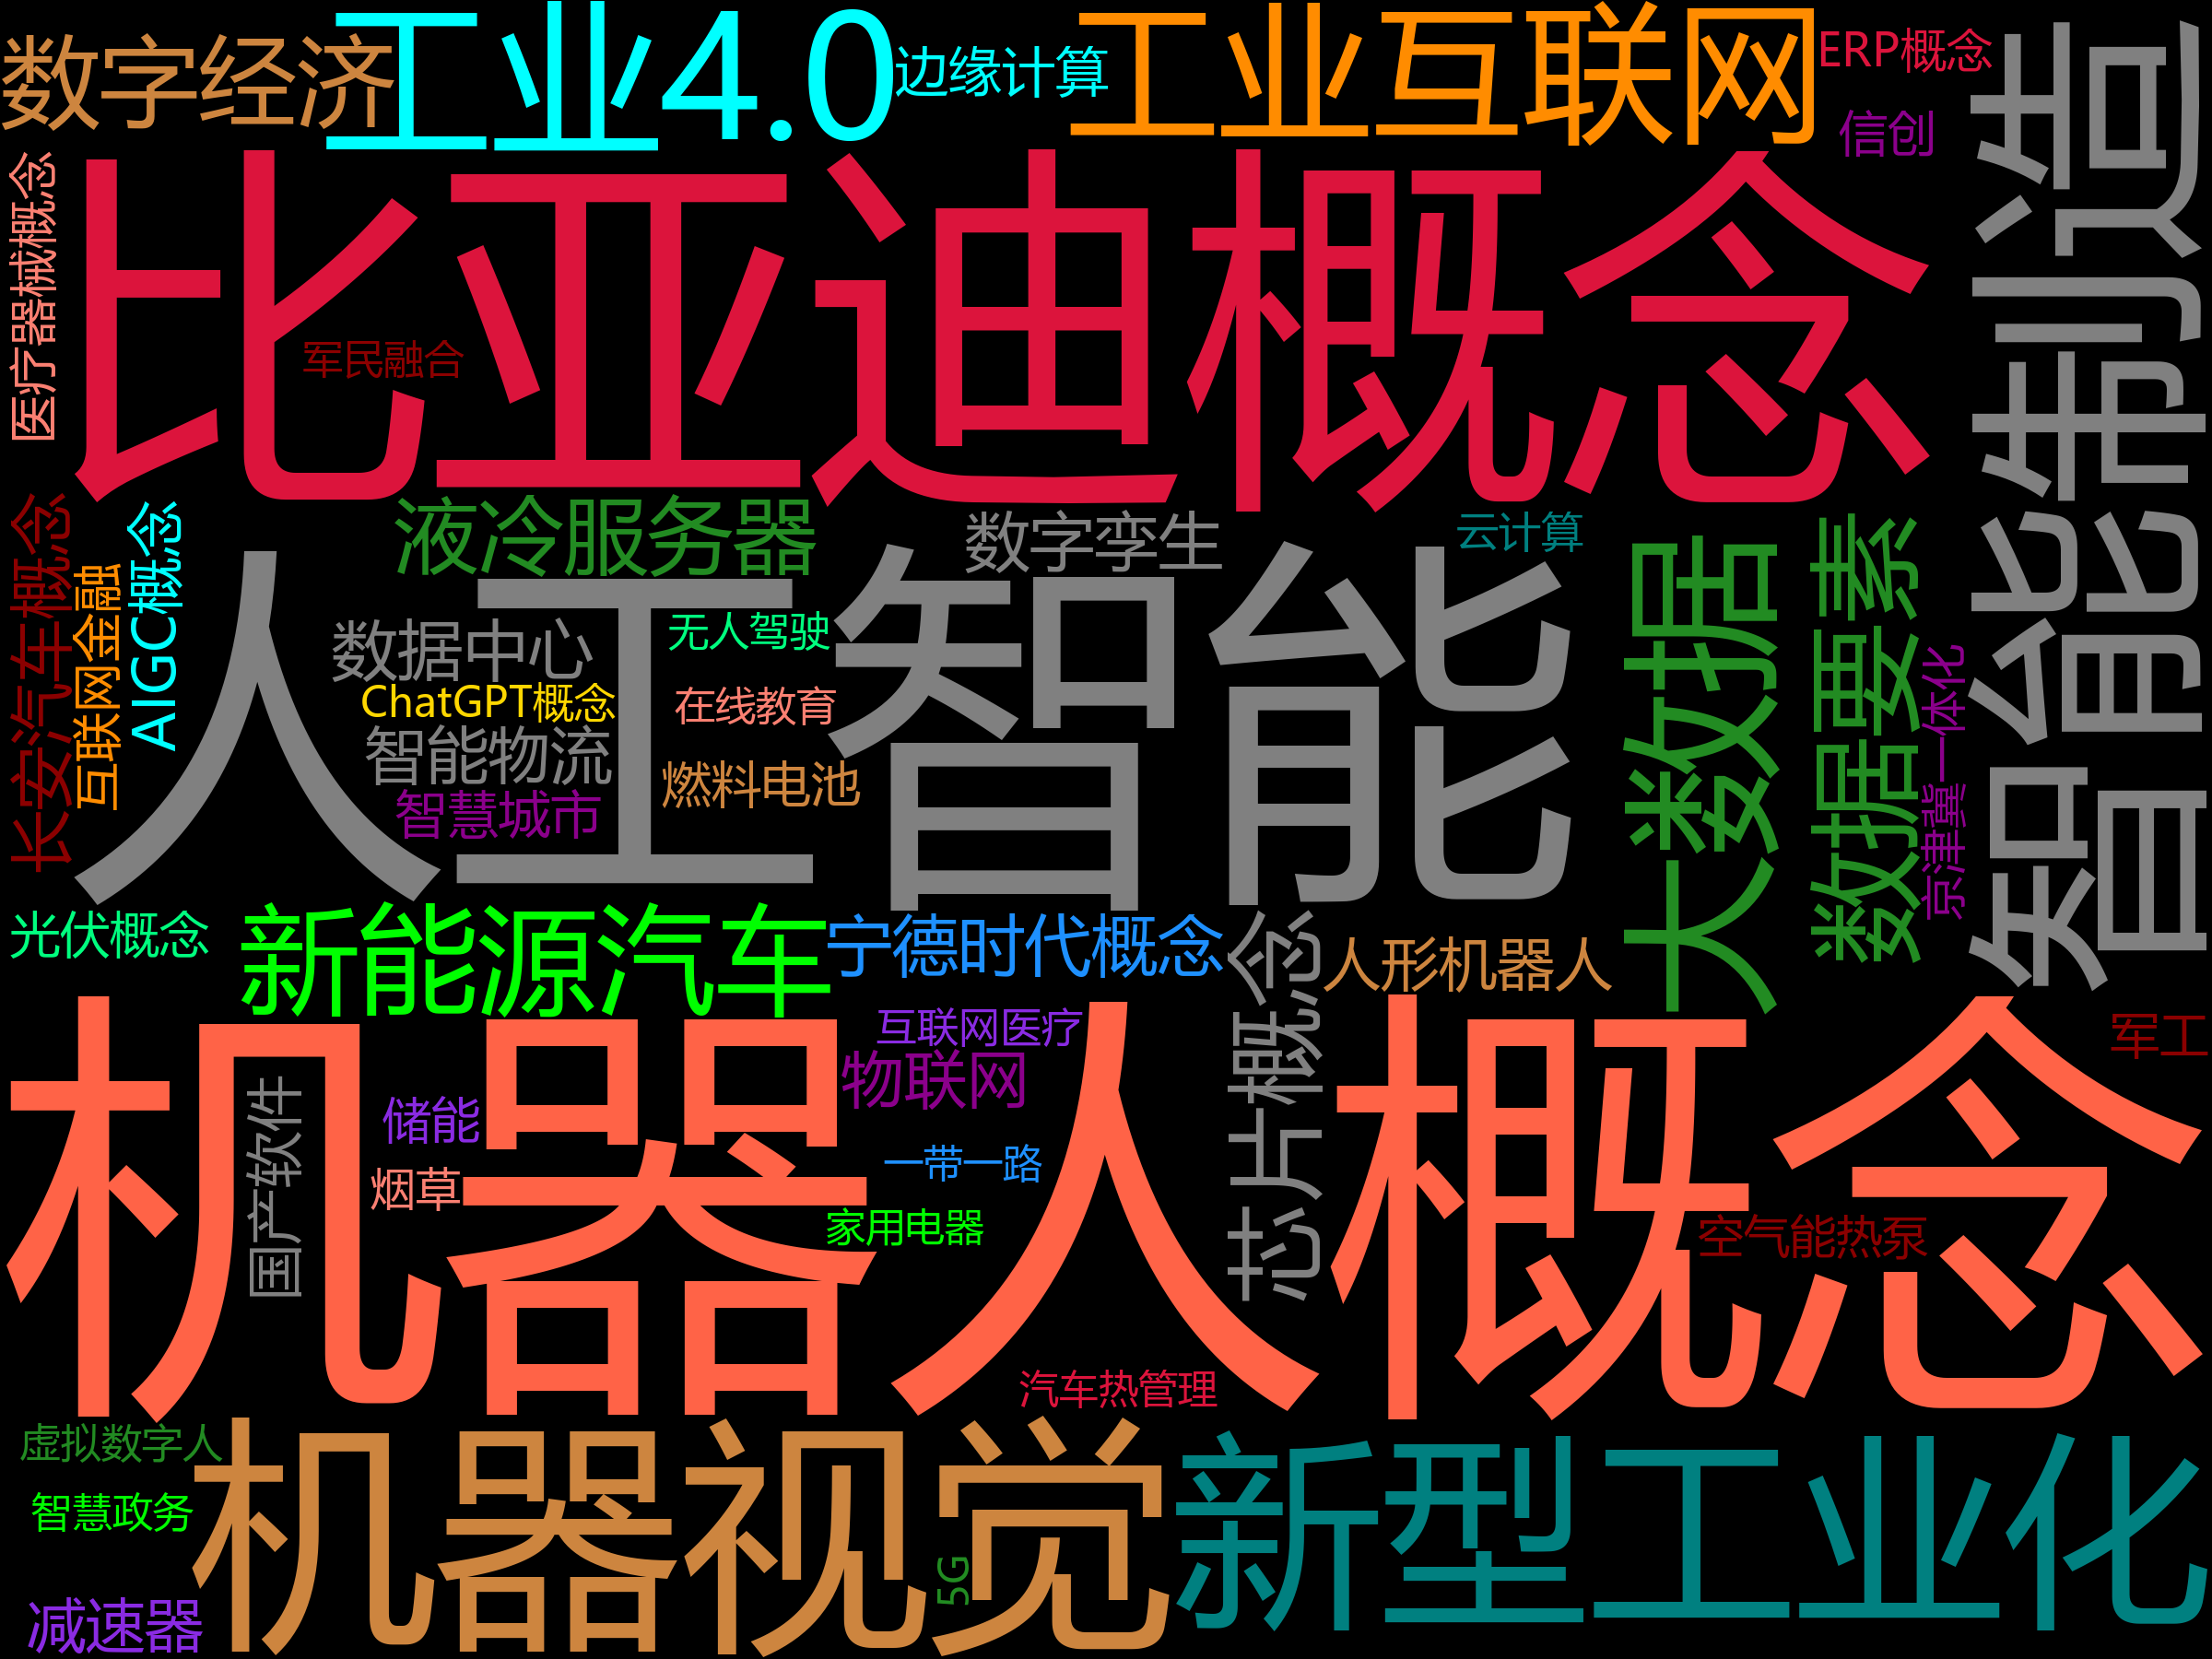 数字经济
工业4.0
边缘计算
工业互联网
ERP概念
信创
智能制造
医疗器械概念
比亚迪概念
军民融合
长安汽车概念
互联网金融
AIGC概念
液冷服务器
数字孪生
云计算
大数据
数据要素
京津冀一体化
人工智能
数据中心
无人驾驶
ChatGPT概念
在线教育
智能物流
燃料电池
智慧城市
光伏概念
新能源汽车
宁德时代概念
芯片概念
人形机器人
机器人概念
互联网医疗
物联网
军工
国产软件
储能
烟草
一带一路
家用电器
空气能热泵
汽车热管理
虚拟数字人
机器视觉
新型工业化
智慧政务
5G
减速器